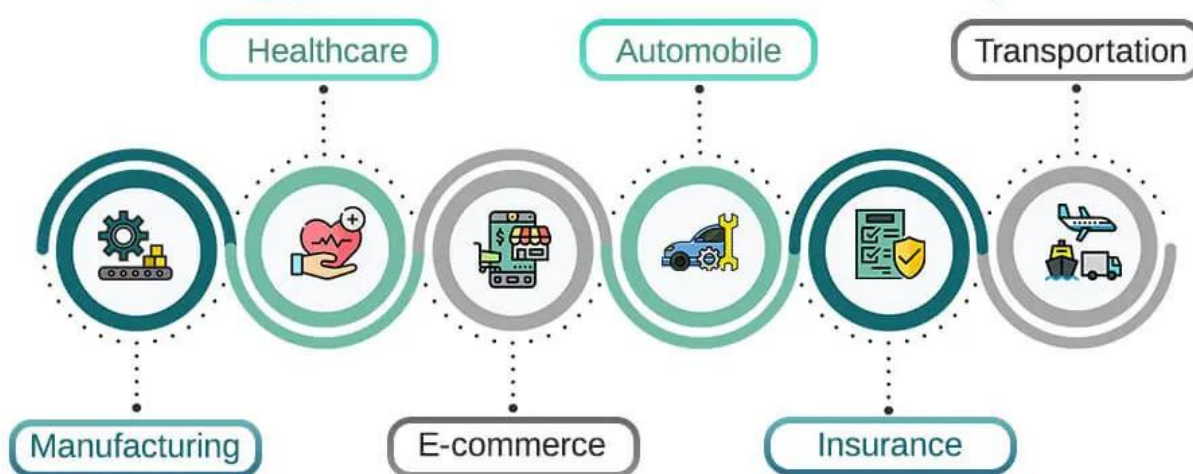 Healthcare
Automobile
Transportation
$
Manufacturing
E-commerce
Insurance